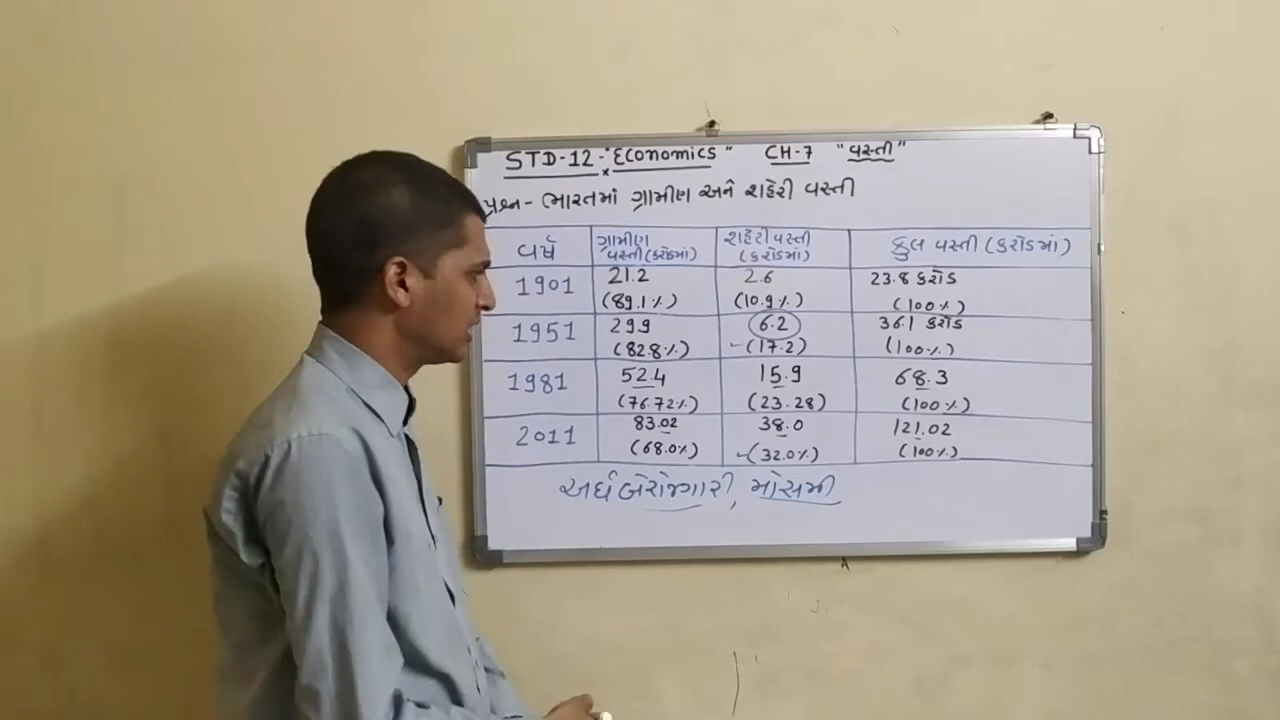 STD-12 - "Economics" CH-7 "વસ્તી"
પ્રશ્ન - ભારતમાં ગ્રામીણ અને શહેરી વસ્તી
વર્ષ ગ્રામીણ વસ્તી(કરોડમાં) શહેરી વસ્તી (કરોડમાં) કુલ વસ્તી (કરોડમાં)
1901 21.2 2.6 23.8 કરોડ
(89.1%) (10.9%) (100%)
1951 29.9 6.2 36.1 કરોડ
(82.8%) (17.2) (100%)
1981 52.4 15.9 68.3
(76.72%) (23.28) (100%)
2011 83.02 38.0 121.02
(68.0%) (32.0%) (100%)
અર્ધબેરોજગારી, મોસમી